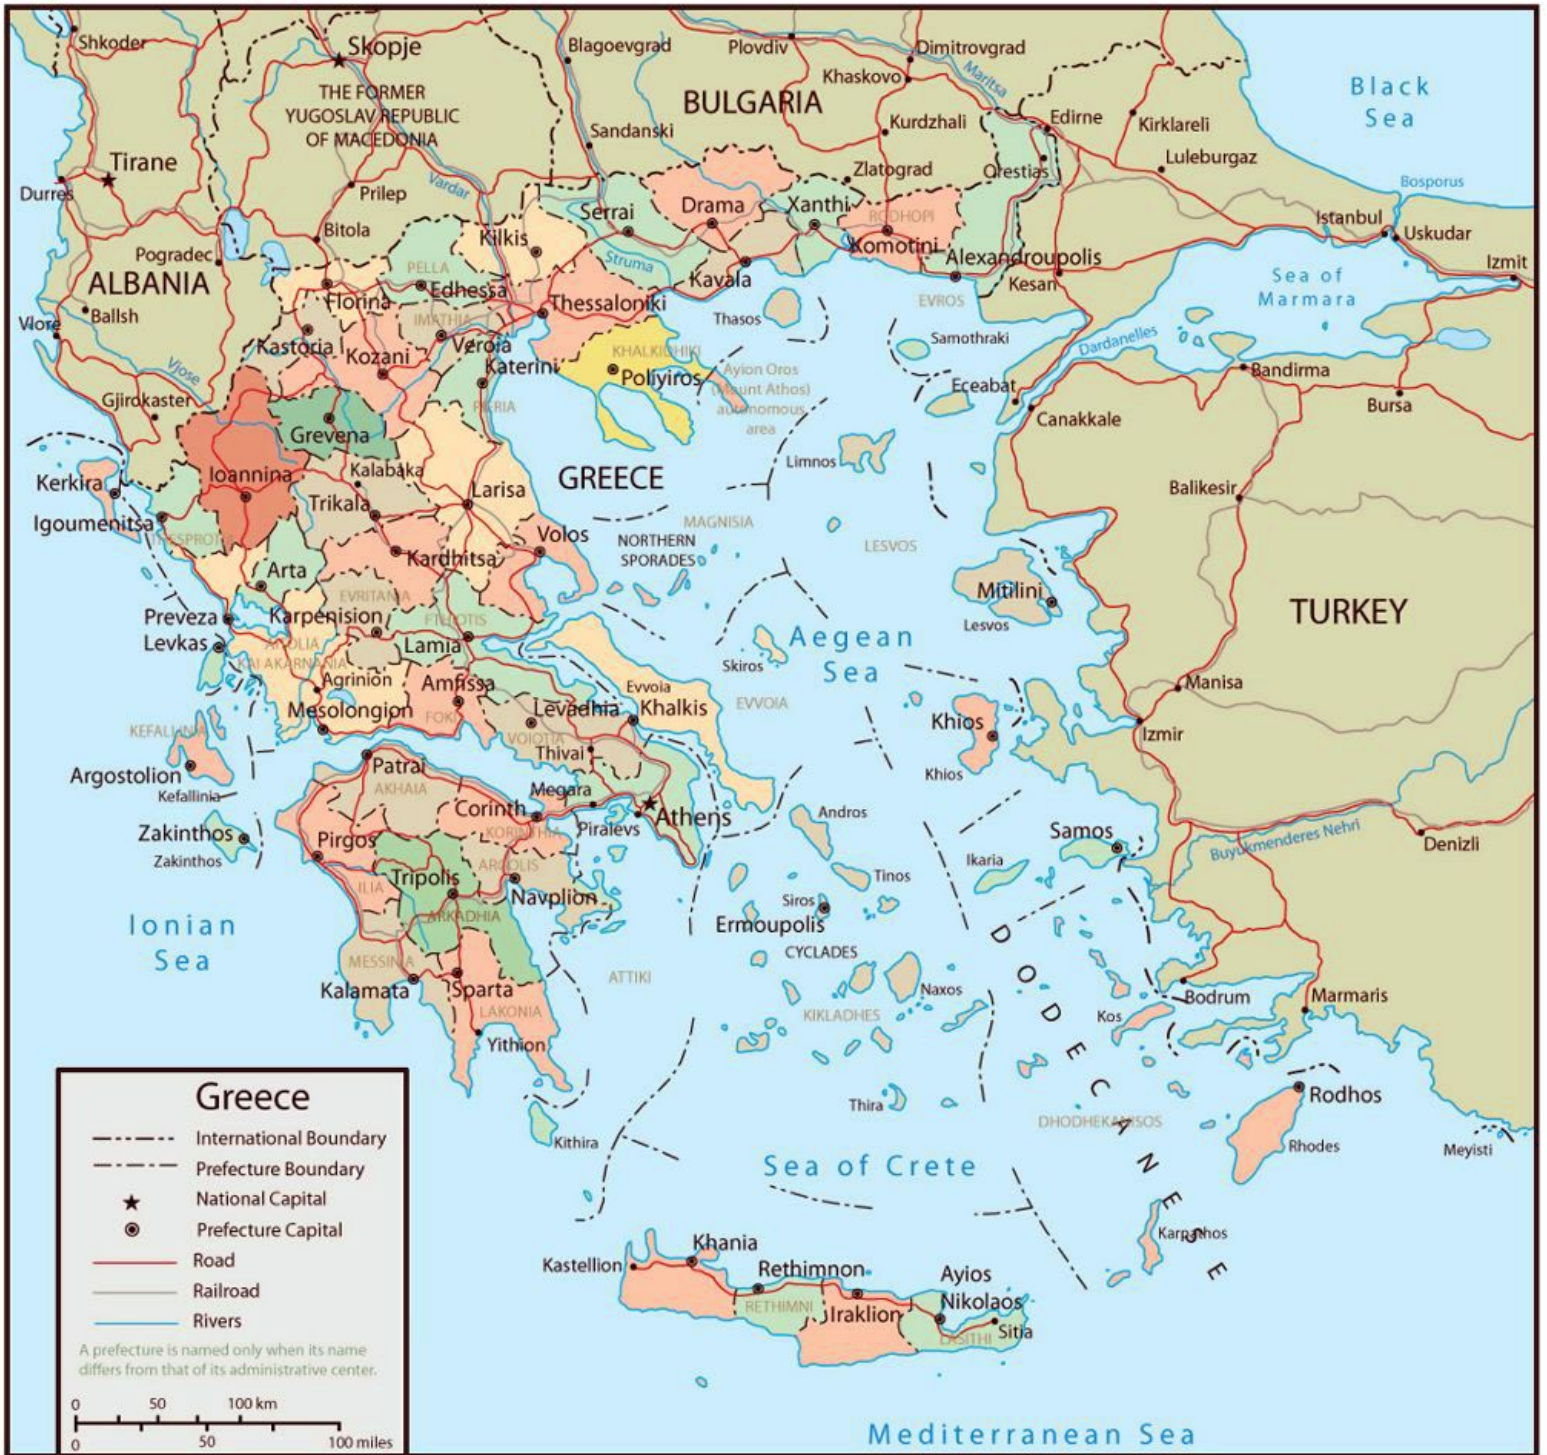 Shkoder
Skopje
Blagoevgrad
Plovdiv
Dimitrovgrad
Khaskovo
Maritsa
Black
Sea
THE FORMER
YUGOSLAV REPUBLIC
OF MACEDONIA
BULGARIA
Sandanski
Kurdzhali
Edirne
Kirklareli
Luleburgaz
Tirane
Durres
Prilep
Vardar
Zlatograd
Orestias
Bosporus
Serrai
Drama
Xanthi
RODHOPI
Komotini
Istanbul
Uskudar
Bitola
Kilkis
Pogradec
ALBANIA
PELLA
Struma
Kavala
Alexandroupolis
Kesan
Izmit
Sea of
Marmara
Florina
Edhessa
Thessaloniki
EVROS
Vlore
Ballsh
IMATHIA
Thasos
Samothraki
Dardanelles
Kastoria
Kozani
Veroia
Katerini
KHALKIDHIKI
Poliyiros
Ayion Oros
(Mount Athos)
autonomous
area
Vjose
Gjirokaster
PIERIA
Eceabat
Canakkale
Bandirma
Bursa
Grevena
Kerkira
Ioannina
Kalabaka
GREECE
Limnos
Igoumenitsa
Trikala
Larisa
Balikesir
THESPROTIA
Volos
MAGNISIA
NORTHERN
SPORADES
LESVOS
Kardhitsa
Arta
EVRITANIA
Mitilini
Lesvos
TURKEY
Preveza
Levkas
Karpenision
FTHIOTIS
Lamia
Aegean
Sea
Skiros
AITOLIA
KAI AKARNANIA
Agrinion
Amfissa
Evvoia
EVVOIA
Manisa
Mesolongion
FOKI
Levadhia
Khalkis
Khios
Khios
Izmir
KEFALLINIA
VOIOTIA
Thivai
Argostolion
Kefallinia
Patrai
AKHAIA
Megara
Corinth
Athens
Piralevs
Andros
Samos
Zakinthos
Zakinthos
Pirgos
KORINTHIA
Ikaria
Buyukmenderes Nehri
Denizli
ILIA
Tripolis
ARGOLIS
Navplion
Tinos
Siros
Ermoupolis
ARKADHIA
Ionian
Sea
CYCLADES
MESSINIA
Kalamata
Sparta
ATTIKI
Naxos
KIKLADHES
Bodrum
Marmaris
Kos
LAKONIA
Yithion
DODECANESE
Thira
DHODHEKANISOS
Rodhos
Rhodes
Meyisti
Kithira
Sea of Crete
Karpathos
Kastellion
Khania
Rethimnon
RETHIMNI
Iraklion
Ayios
Nikolaos
LASITHI
Sitia
Mediterranean Sea
Greece
International Boundary
Prefecture Boundary
National Capital
Prefecture Capital
Road
Railroad
Rivers
A prefecture is named only when its name
differs from that of its administrative center.
0 50 100 km
0 50 100 miles